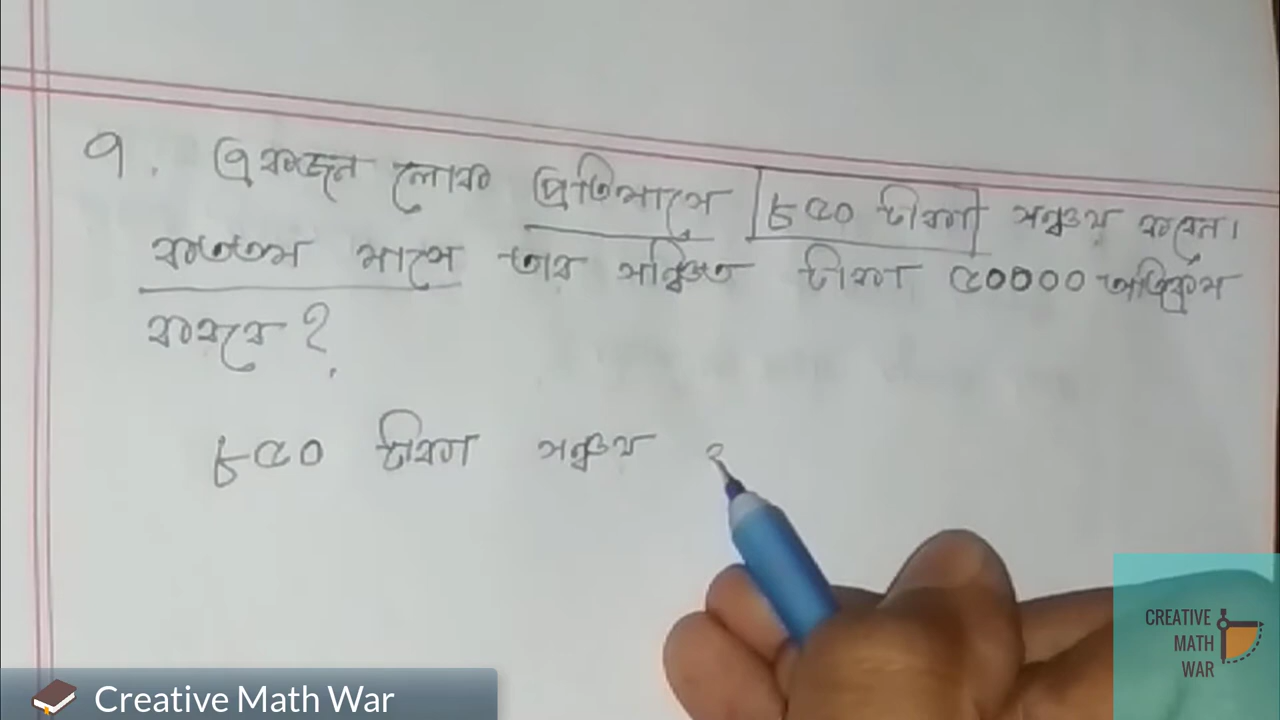 ৭. একজন লোক প্রতিমাসে ৮৫০ টাকা সঞ্চয় করেন।
কততম মাসে তার সঞ্চিত টাকা ৫০০০০ অতিক্রম
করবে?
৮৫০ টাকা সঞ্চয়
CREATIVE
MATH
WAR
Creative Math War